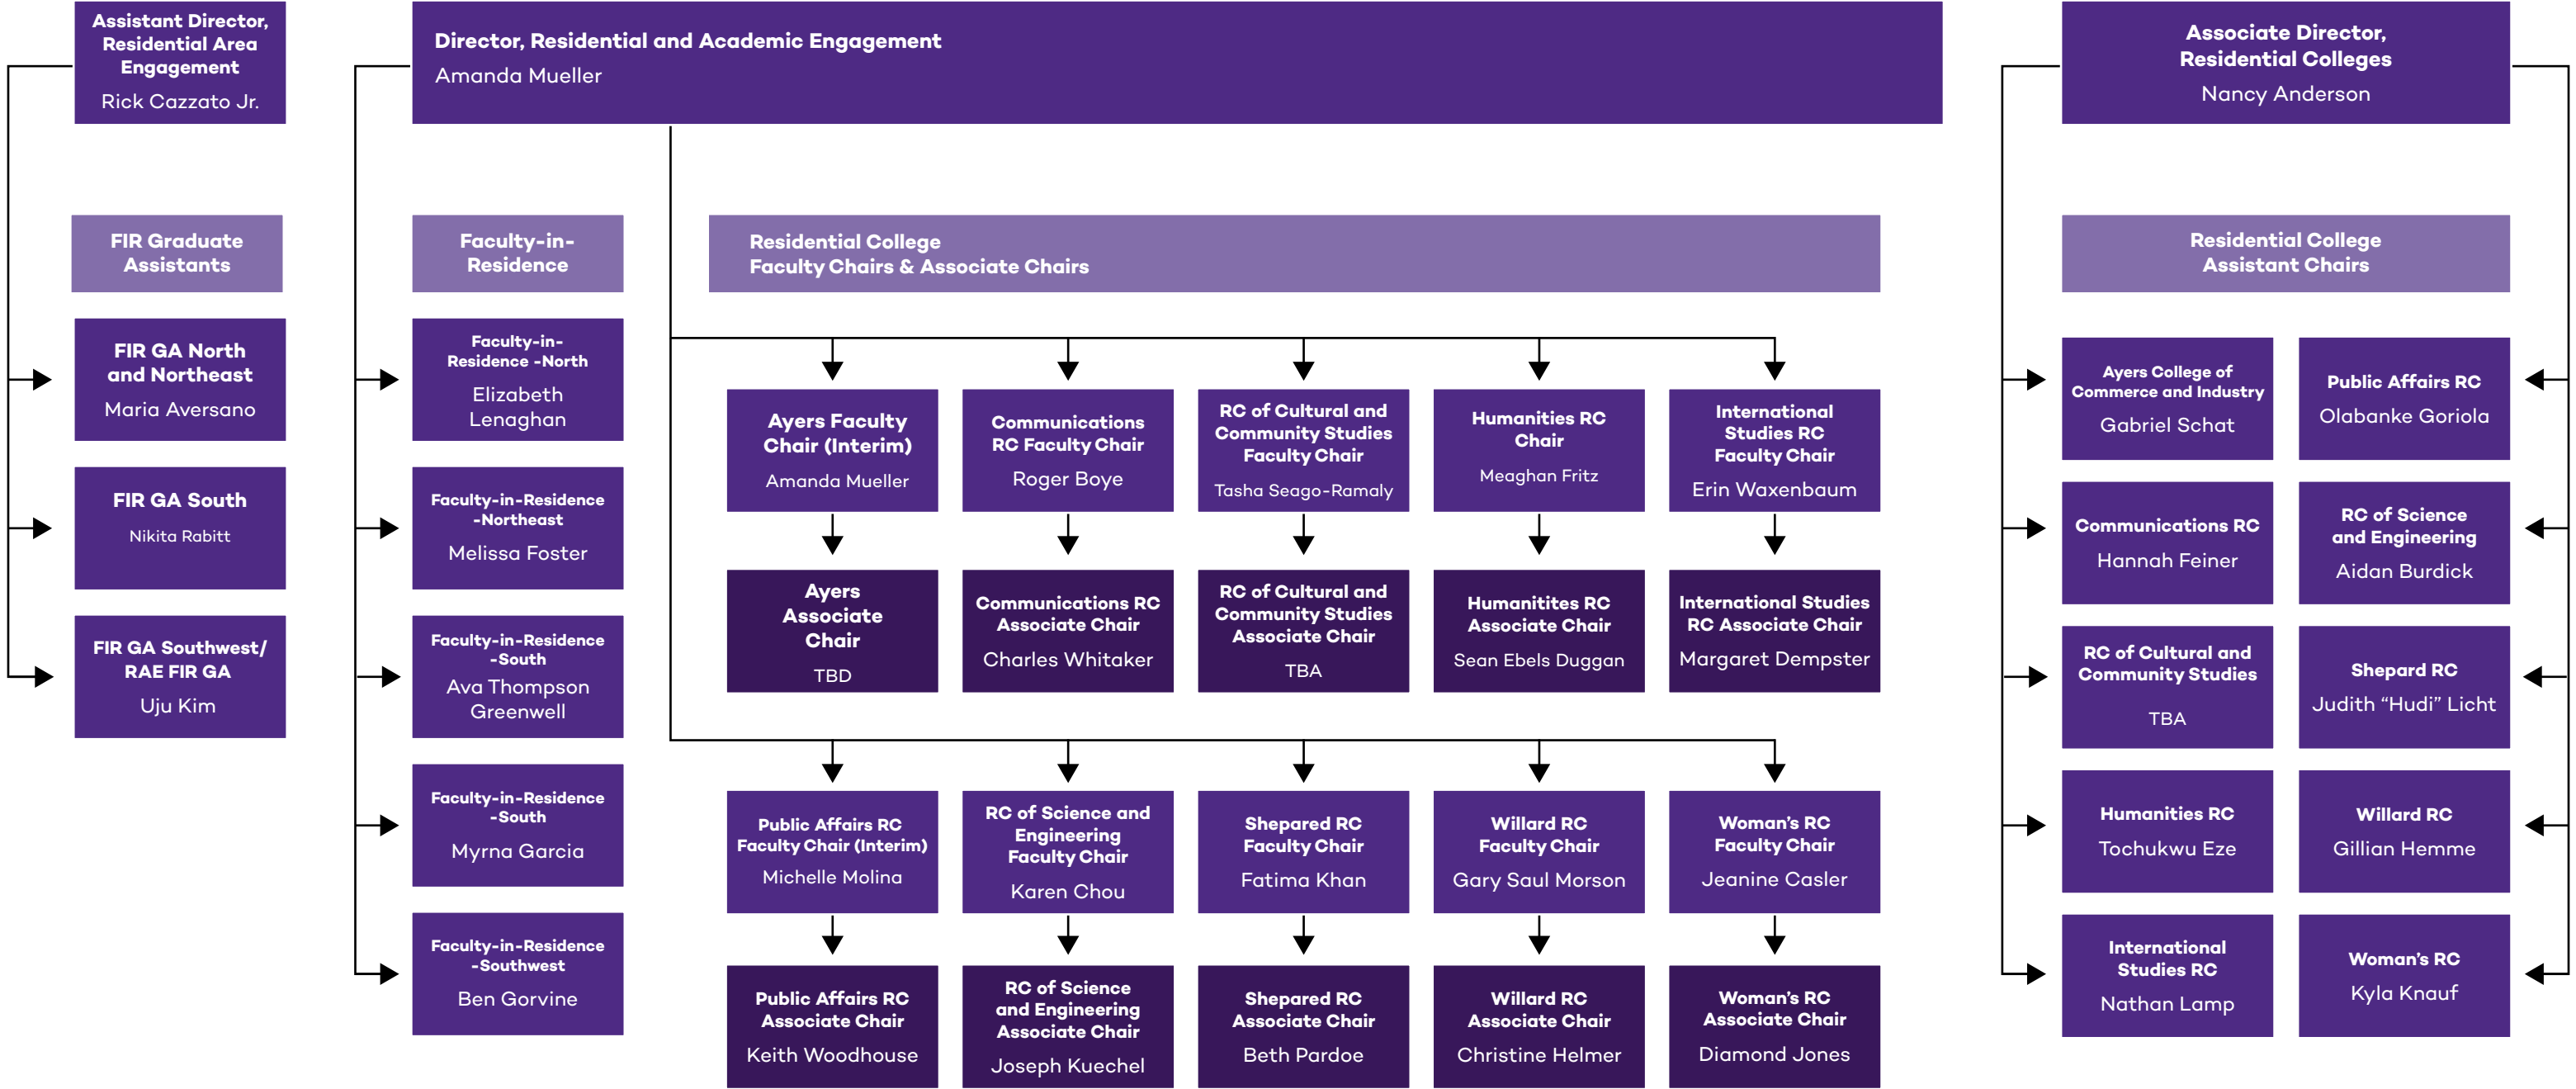 Assistant Director,
Residential Area
Engagement
Rick Cazzato Jr.
Director, Residential and Academic Engagement
Amanda Mueller
Associate Director,
Residential Colleges
Nancy Anderson
FIR Graduate
Assistants
FIR GA North
and Northeast
Maria Aversano
FIR GA South
Nikita Rabitt
FIR GA Southwest/
RAE FIR GA
Uju Kim
Faculty-in-
Residence
Faculty-in-
Residence -North
Elizabeth
Lenaghan
Faculty-in-Residence
-Northeast
Melissa Foster
Faculty-in-Residence
-South
Ava Thompson
Greenwell
Faculty-in-Residence
-South
Myrna Garcia
Faculty-in-Residence
-Southwest
Ben Gorvine
Residential College
Faculty Chairs & Associate Chairs
Ayers Faculty
Chair (Interim)
Amanda Mueller
Communications
RC Faculty Chair
Roger Boye
RC of Cultural and
Community Studies
Faculty Chair
Tasha Seago-Ramaly
Humanities RC
Chair
Meaghan Fritz
International
Studies RC
Faculty Chair
Erin Waxenbaum
Ayers
Associate
Chair
TBD
Communications RC
Associate Chair
Charles Whitaker
RC of Cultural and
Community Studies
Associate Chair
TBA
Humanitites RC
Associate Chair
Sean Ebels Duggan
International Studies
RC Associate Chair
Margaret Dempster
Public Affairs RC
Faculty Chair (Interim)
Michelle Molina
RC of Science and
Engineering
Faculty Chair
Karen Chou
Shepared RC
Faculty Chair
Fatima Khan
Willard RC
Faculty Chair
Gary Saul Morson
Woman’s RC
Faculty Chair
Jeanine Casler
Public Affairs RC
Associate Chair
Keith Woodhouse
RC of Science
and Engineering
Associate Chair
Joseph Kuechel
Shepared RC
Associate Chair
Beth Pardoe
Willard RC
Associate Chair
Christine Helmer
Woman’s RC
Associate Chair
Diamond Jones
Residential College
Assistant Chairs
Ayers College of
Commerce and Industry
Gabriel Schat
Public Affairs RC
Olabanke Goriola
Communications RC
Hannah Feiner
RC of Science
and Engineering
Aidan Burdick
RC of Cultural and
Community Studies
TBA
Shepard RC
Judith “Hudi” Licht
Humanities RC
Tochukwu Eze
Willard RC
Gillian Hemme
International
Studies RC
Nathan Lamp
Woman’s RC
Kyla Knauf